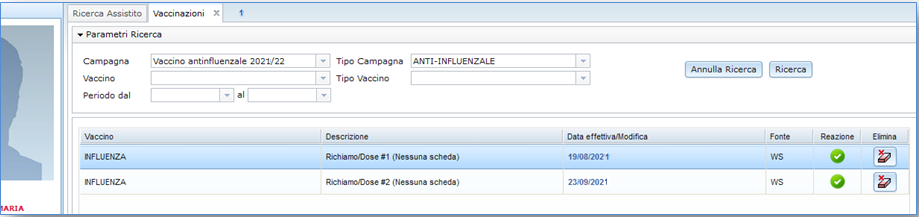 Ricerca Assistito Vaccinazioni X 1
Parametri Ricerca
Campagna Vaccino antinfluenzale 2021/22 Tipo Campagna ANTI-INFLUENZALE Annulla Ricerca Ricerca
Vaccino Tipo Vaccino
Periodo dal al
Vaccino Descrizione Data effettiva/Modifica Fonte Reazione Elimina
INFLUENZA Richiamo/Dose #1 (Nessuna scheda) 19/08/2021 WS
INFLUENZA Richiamo/Dose #2 (Nessuna scheda) 23/09/2021 WS
MARIA